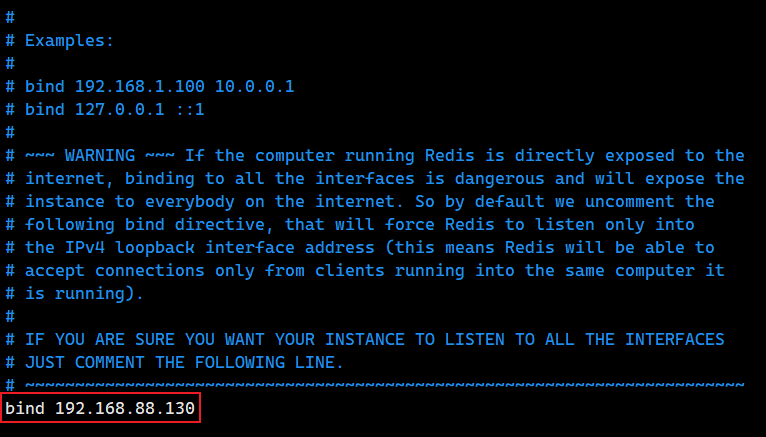 #
# Examples:
#
# bind 192.168.1.100 10.0.0.1
# bind 127.0.0.1 ::1
#
# ~~~ WARNING ~~~ If the computer running Redis is directly exposed to the
# internet, binding to all the interfaces is dangerous and will expose the
# instance to everybody on the internet. So by default we uncomment the
# following bind directive, that will force Redis to listen only into
# the IPv4 loopback interface address (this means Redis will be able to
# accept connections only from clients running into the same computer it
# is running).
#
# IF YOU ARE SURE YOU WANT YOUR INSTANCE TO LISTEN TO ALL THE INTERFACES
# JUST COMMENT THE FOLLOWING LINE.
# ~~~~~~~~~~~~~~~~~~~~~~~~~~~~~~~~~~~~~~~~~~~~~~~~~~~~~~~~~~~~~~~~~~~~~~~~
bind 192.168.88.130